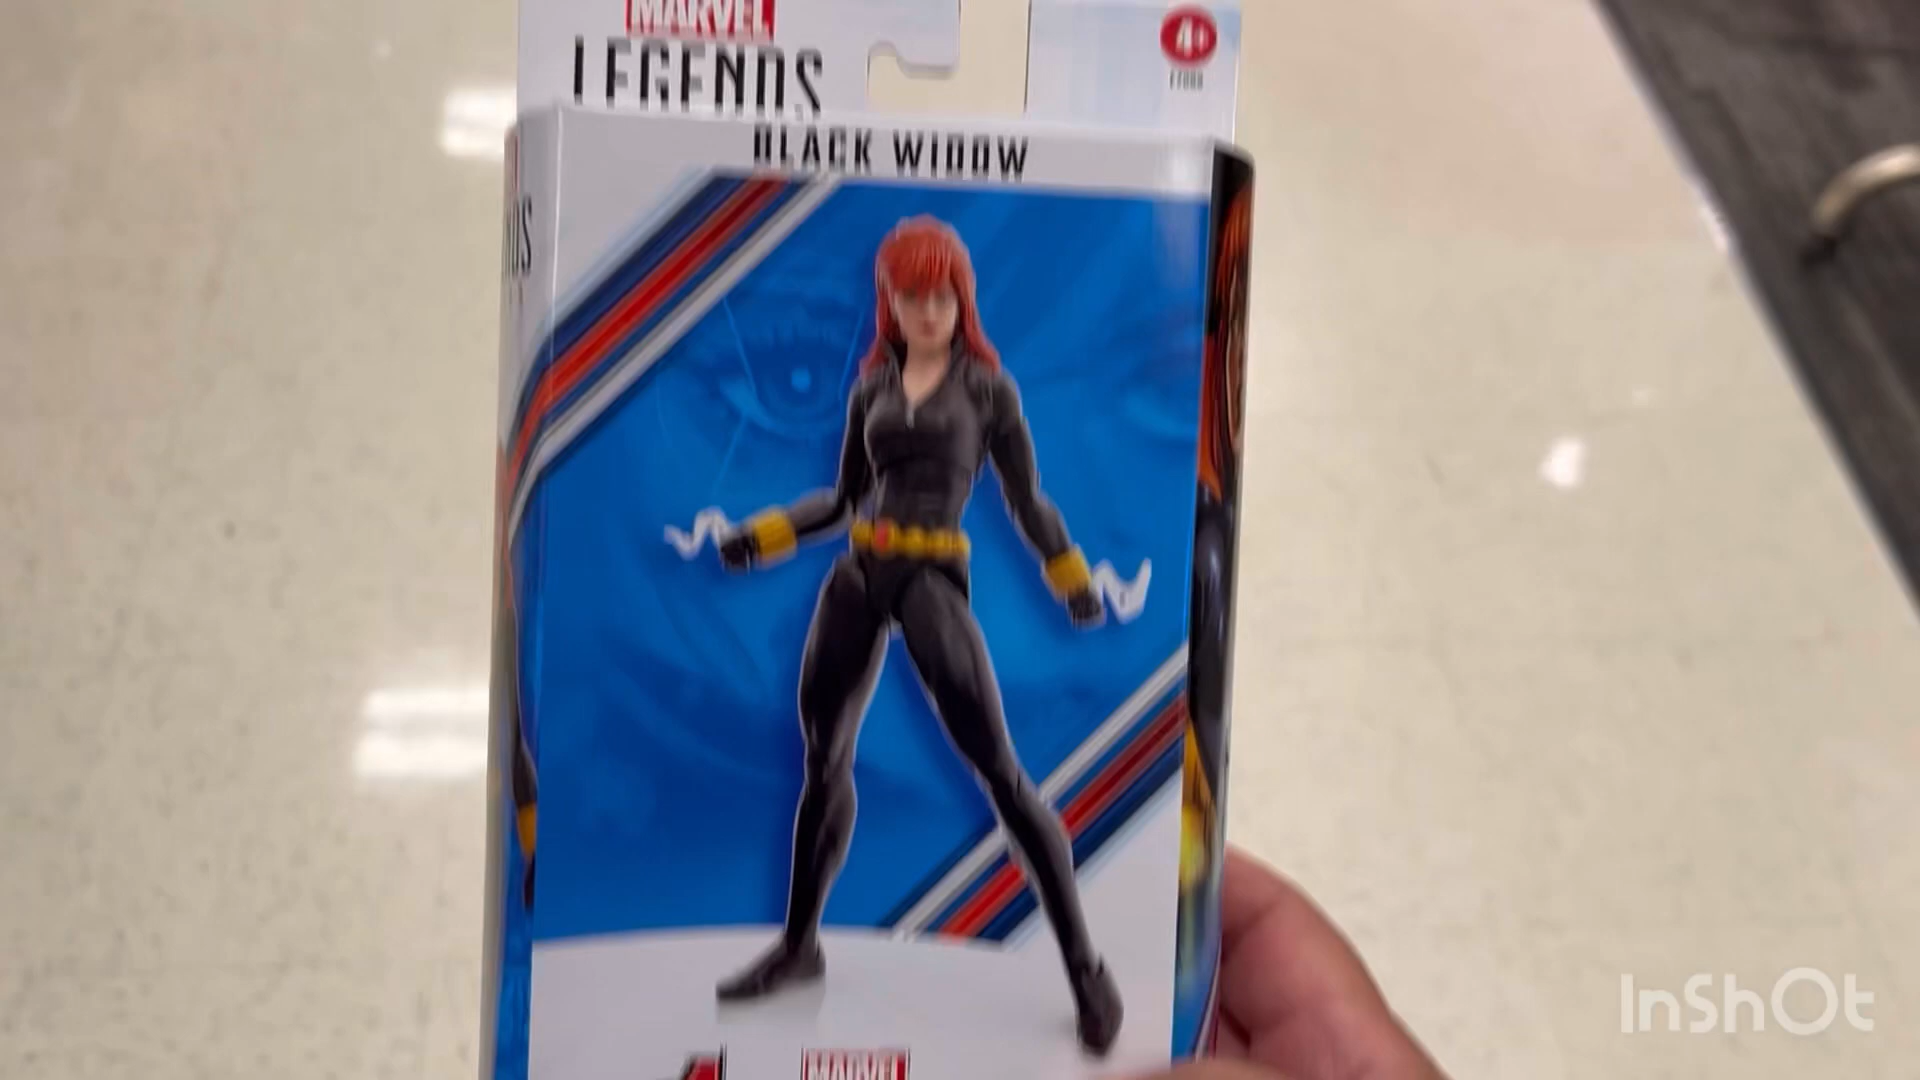 MARVEL
LEGENDS
4+
BLACK WIDOW
MARVEL
InShOt